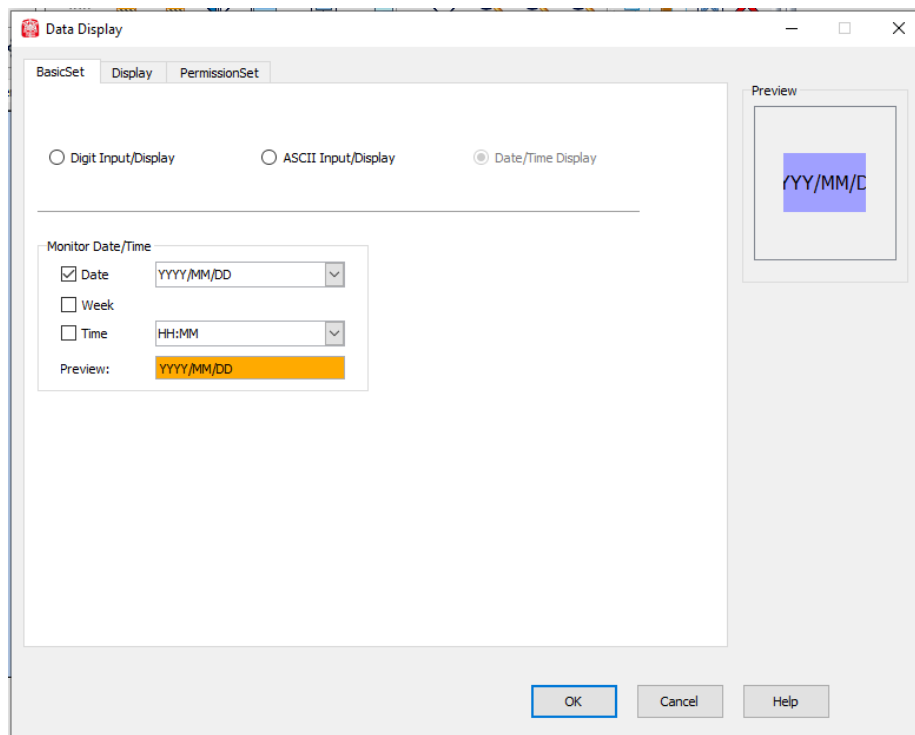 Data Display
BasicSet Display PermissionSet
Preview
Digit Input/Display ASCII Input/Display Date/Time Display
YYY/MM/D
Monitor Date/Time
Date YYYY/MM/DD
Week
Time HH:MM
Preview: YYYY/MM/DD
OK Cancel Help